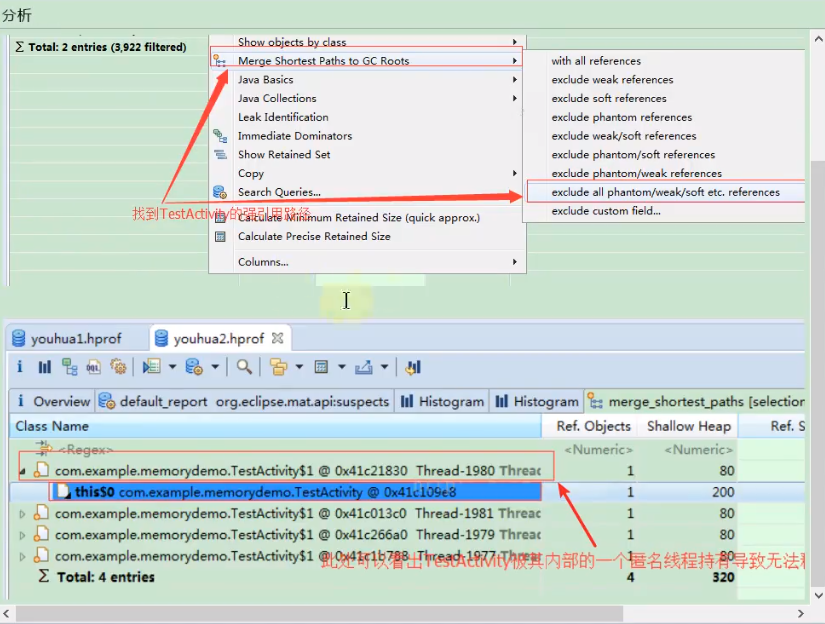 分析
Σ Total: 2 entries (3,922 filtered)
Show objects by class
Merge Shortest Paths to GC Roots
Java Basics
Java Collections
Leak Identification
Immediate Dominators
Show Retained Set
Copy
Search Queries...
Calculate Minimum Retained Size (quick approx.)
Calculate Precise Retained Size
Columns...
with all references
exclude weak references
exclude soft references
exclude phantom references
exclude weak/soft references
exclude phantom/soft references
exclude phantom/weak references
exclude all phantom/weak/soft etc. references
exclude custom field...
找到TestActivity的强引用路径
youhua1.hprof youhua2.hprof
i Overview default_report org.eclipse.mat.api:suspects Histogram Histogram merge_shortest_paths [selection
Class Name Ref. Objects Shallow Heap Ref. S
<Regex> <Numeric> <Numeric>
com.example.memorydemo.TestActivity$1 @ 0x41c21830 Thread-1980 Threac 1 80
this$0 com.example.memorydemo.TestActivity @ 0x41c109e8 1 200
com.example.memorydemo.TestActivity$1 @ 0x41c013c0 Thread-1981 Threac 1 80
com.example.memorydemo.TestActivity$1 @ 0x41c266a0 Thread-1979 Threac 1 80
com.example.memorydemo.TestActivity$1 @ 0x41c1b788 Thread-1977 Threac 1 80
此处可以看出TestActivity被其内部的一个匿名线程持有导致无法
Σ Total: 4 entries 4 320